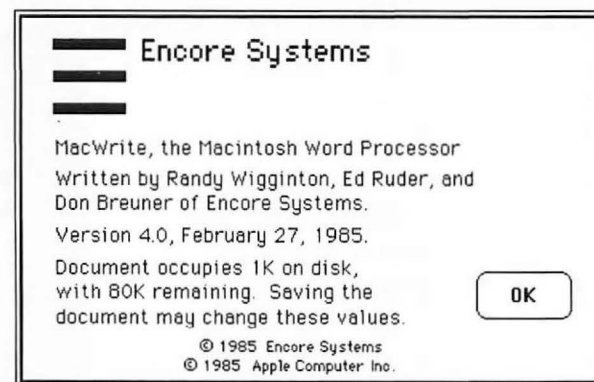 Encore Systems
MacWrite, the Macintosh Word Processor
Written by Randy Wigginton, Ed Ruder, and
Don Breuner of Encore Systems.
Version 4.0, February 27, 1985.
Document occupies 1K on disk,
with 80K remaining. Saving the
document may change these values.
OK
© 1985 Encore Systems
© 1985 Apple Computer Inc.